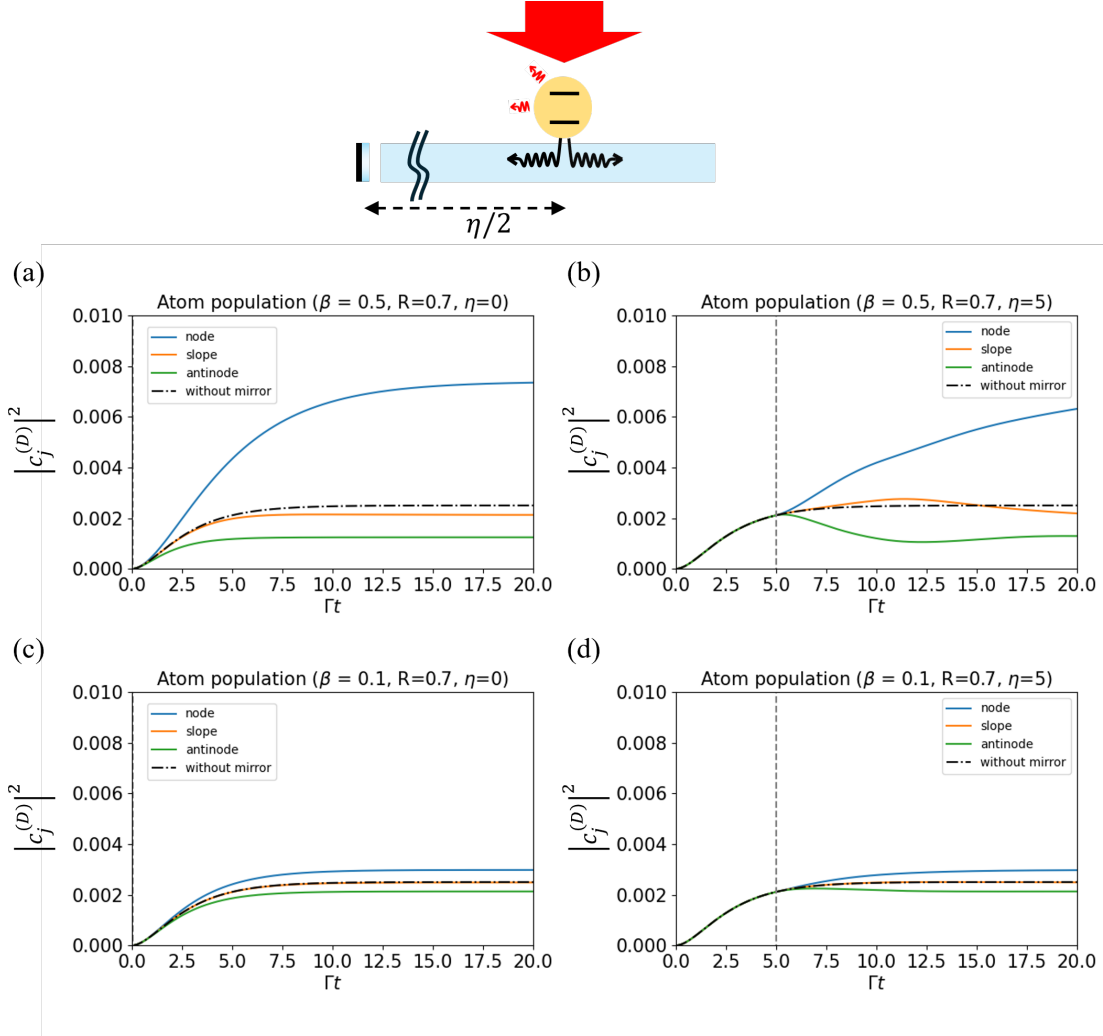 η/2
(a)
Atom population (β = 0.5, R=0.7, η=0)
0.010
0.008
0.006
0.004
0.002
0.000
|c_j^(D)|^2
node
slope
antinode
without mirror
0.0 2.5 5.0 7.5 10.0 12.5 15.0 17.5 20.0
Γt
(b)
Atom population (β = 0.5, R=0.7, η=5)
0.010
0.008
0.006
0.004
0.002
0.000
|c_j^(D)|^2
node
slope
antinode
without mirror
0.0 2.5 5.0 7.5 10.0 12.5 15.0 17.5 20.0
Γt
(c)
Atom population (β = 0.1, R=0.7, η=0)
0.010
0.008
0.006
0.004
0.002
0.000
|c_j^(D)|^2
node
slope
antinode
without mirror
0.0 2.5 5.0 7.5 10.0 12.5 15.0 17.5 20.0
Γt
(d)
Atom population (β = 0.1, R=0.7, η=5)
0.010
0.008
0.006
0.004
0.002
0.000
|c_j^(D)|^2
node
slope
antinode
without mirror
0.0 2.5 5.0 7.5 10.0 12.5 15.0 17.5 20.0
Γt